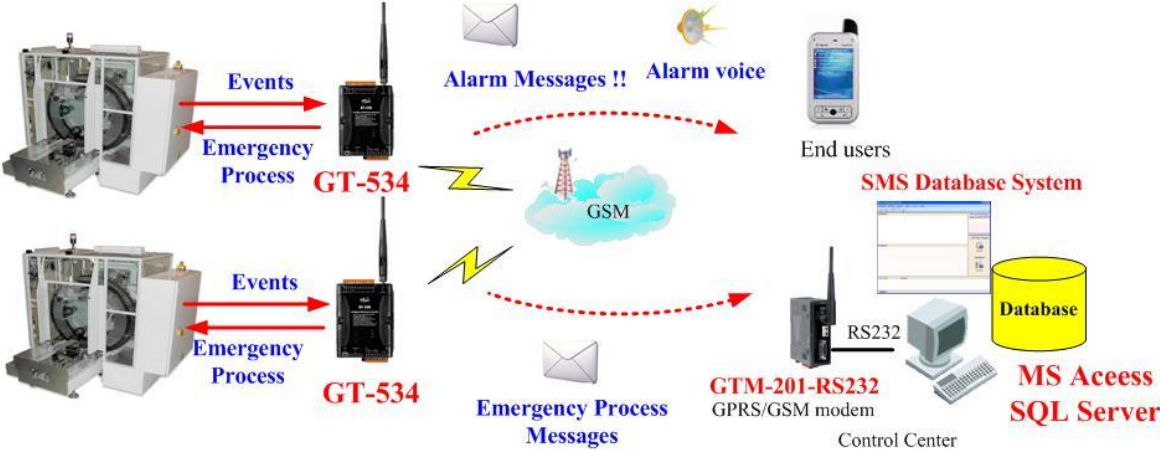 Alarm Messages !!
Alarm voice
Events
Emergency
Process
GT-534
GSM
End users
SMS Database System
Events
Emergency
Process
GT-534
Emergency Process
Messages
RS232
GTM-201-RS232
GPRS/GSM modem
Control Center
Database
MS Aceess
SQL Server